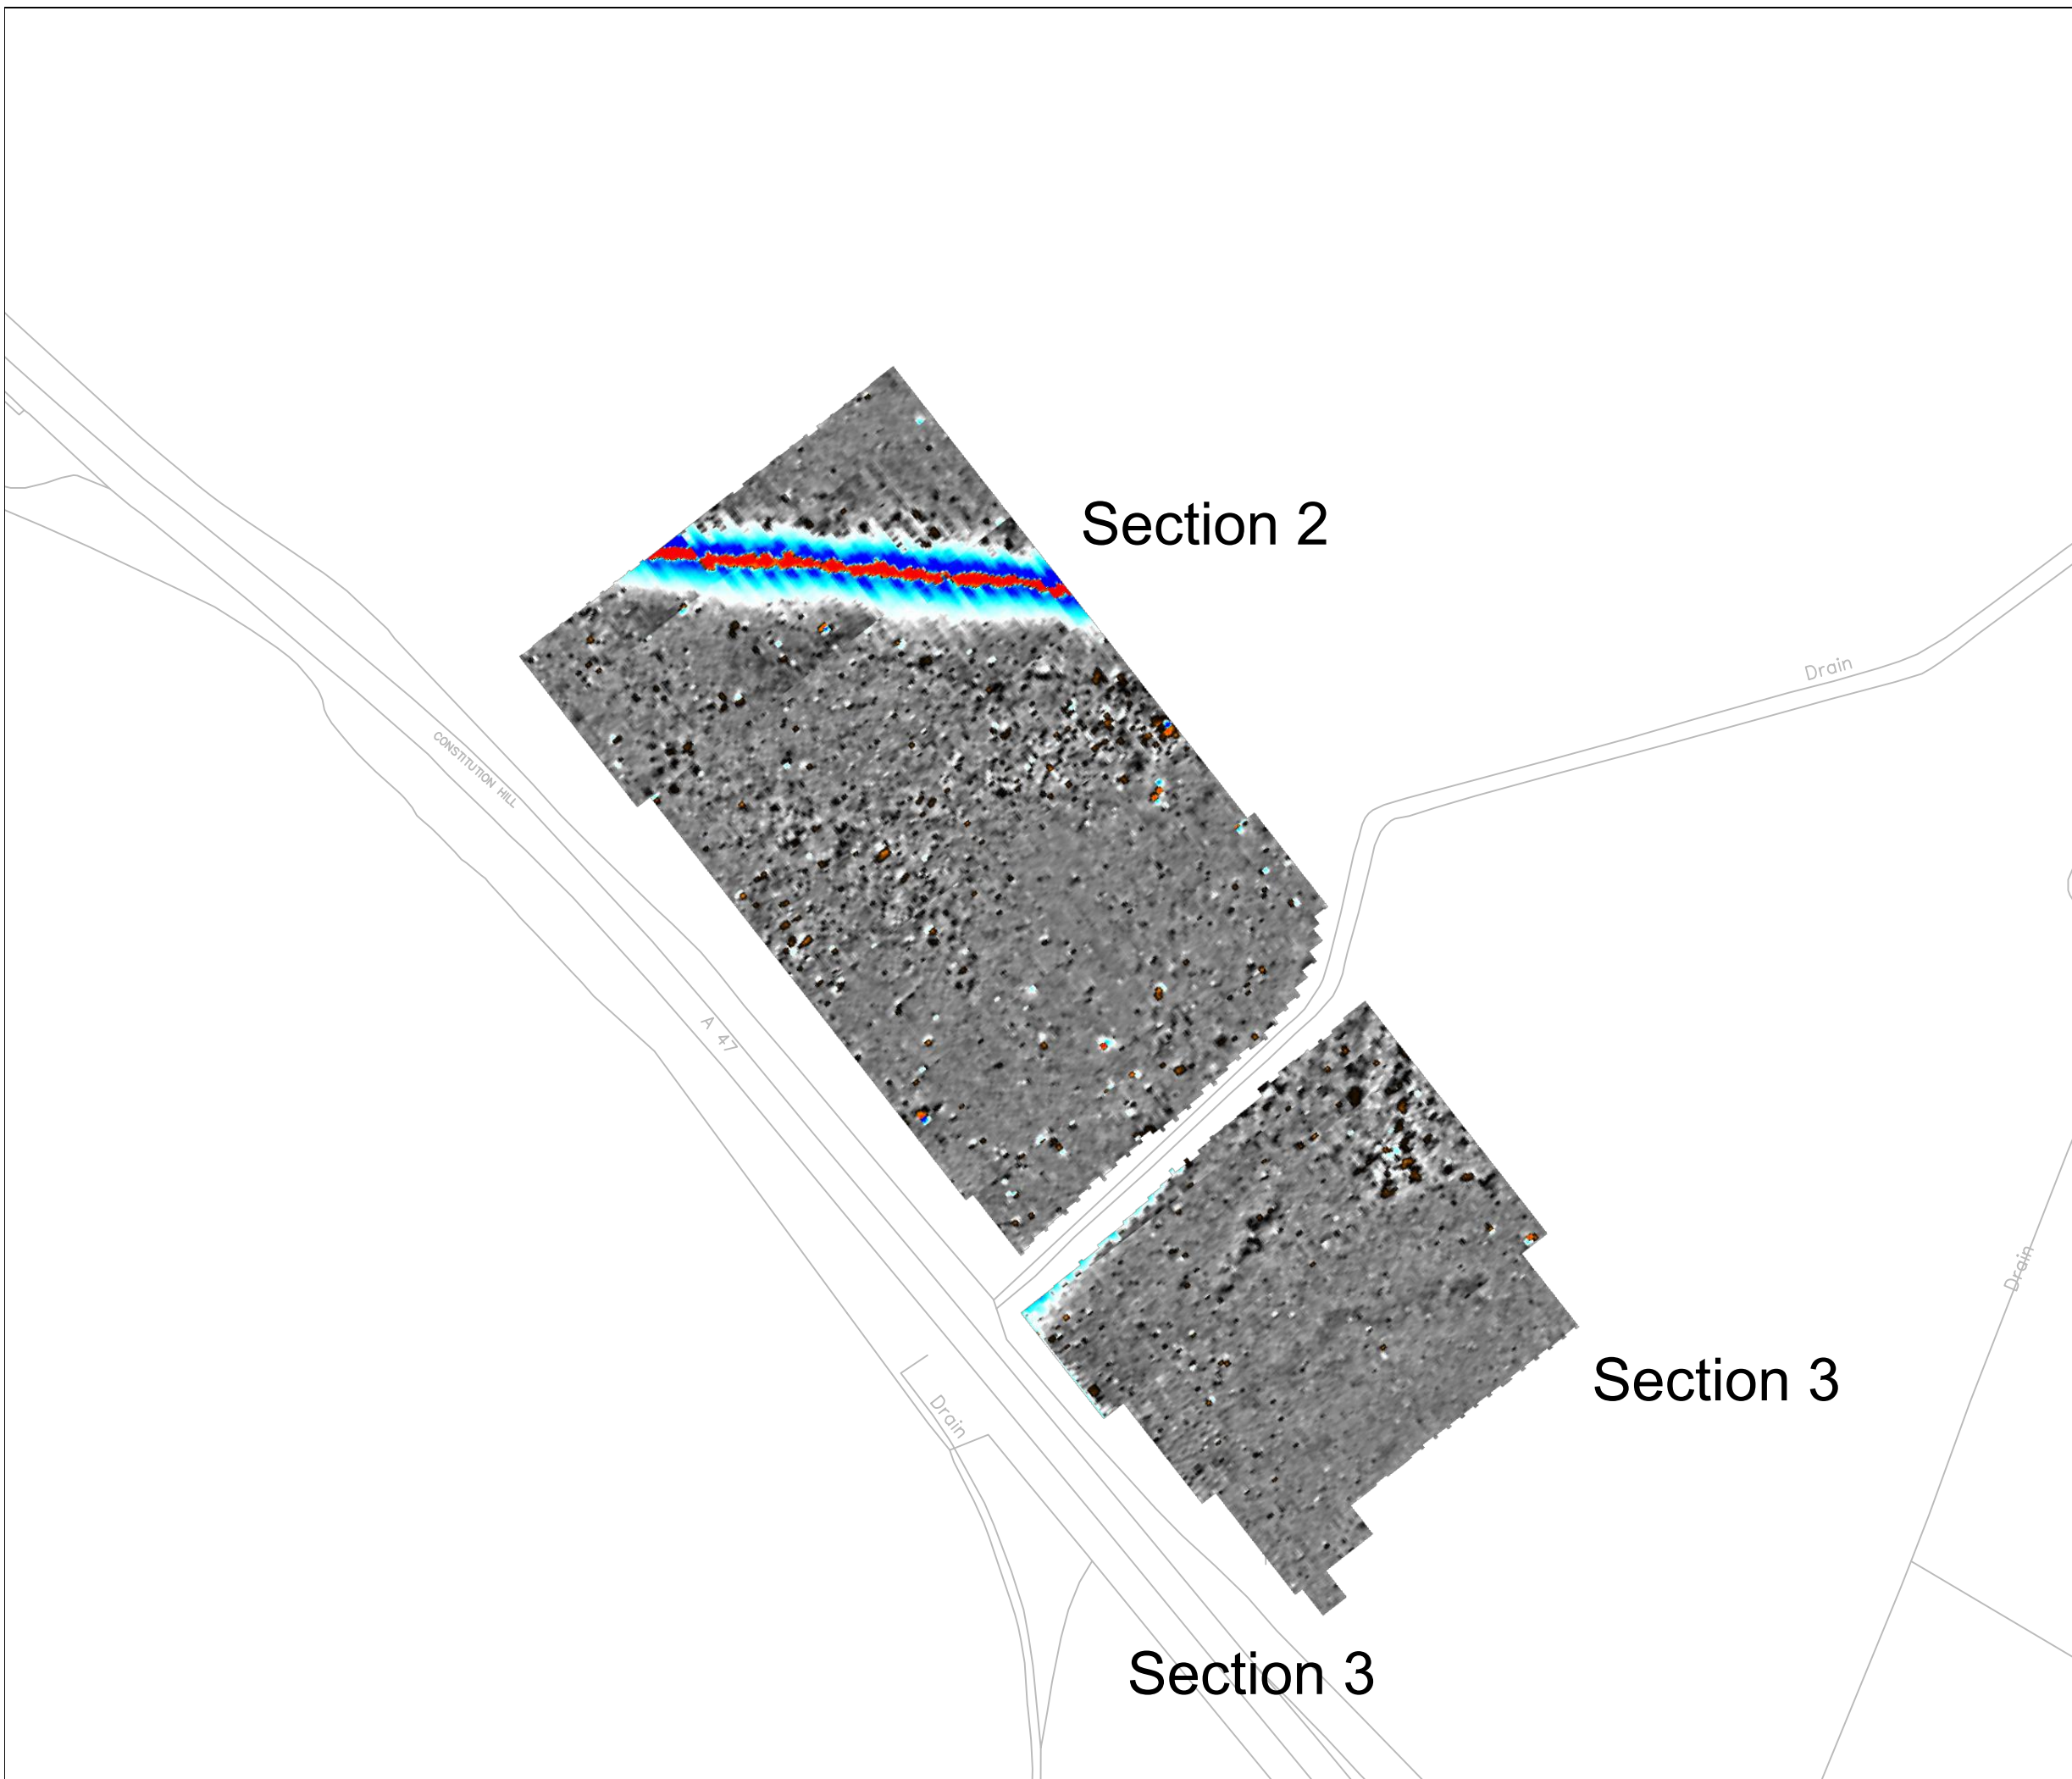 Section 2
Drain
CONSTITUTION HILL
A 47
Drain
Section 3
Drain
Section 3